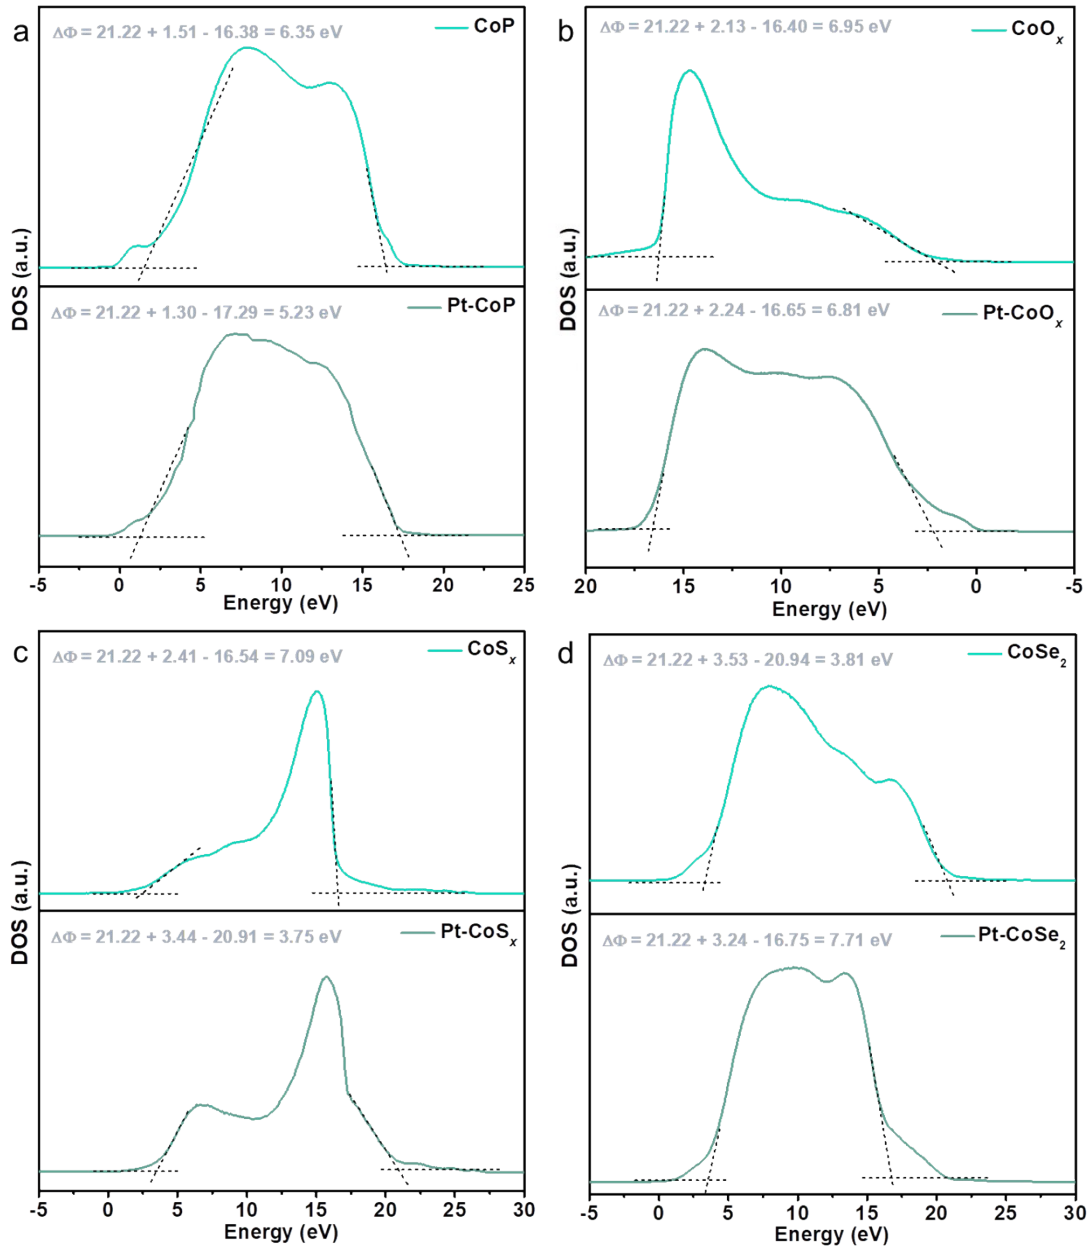 a
ΔΦ = 21.22 + 1.51 - 16.38 = 6.35 eV
CoP
DOS (a.u.)
ΔΦ = 21.22 + 1.30 - 17.29 = 5.23 eV
Pt-CoP
-5 0 5 10 15 20 25
Energy (eV)
b
ΔΦ = 21.22 + 2.13 - 16.40 = 6.95 eV
CoOx
DOS (a.u.)
ΔΦ = 21.22 + 2.24 - 16.65 = 6.81 eV
Pt-CoOx
20 15 10 5 0 -5
Energy (eV)
c
ΔΦ = 21.22 + 2.41 - 16.54 = 7.09 eV
CoSx
DOS (a.u.)
ΔΦ = 21.22 + 3.44 - 20.91 = 3.75 eV
Pt-CoSx
-5 0 5 10 15 20 25 30
Energy (eV)
d
ΔΦ = 21.22 + 3.53 - 20.94 = 3.81 eV
CoSe2
DOS (a.u.)
ΔΦ = 21.22 + 3.24 - 16.75 = 7.71 eV
Pt-CoSe2
-5 0 5 10 15 20 25 30
Energy (eV)